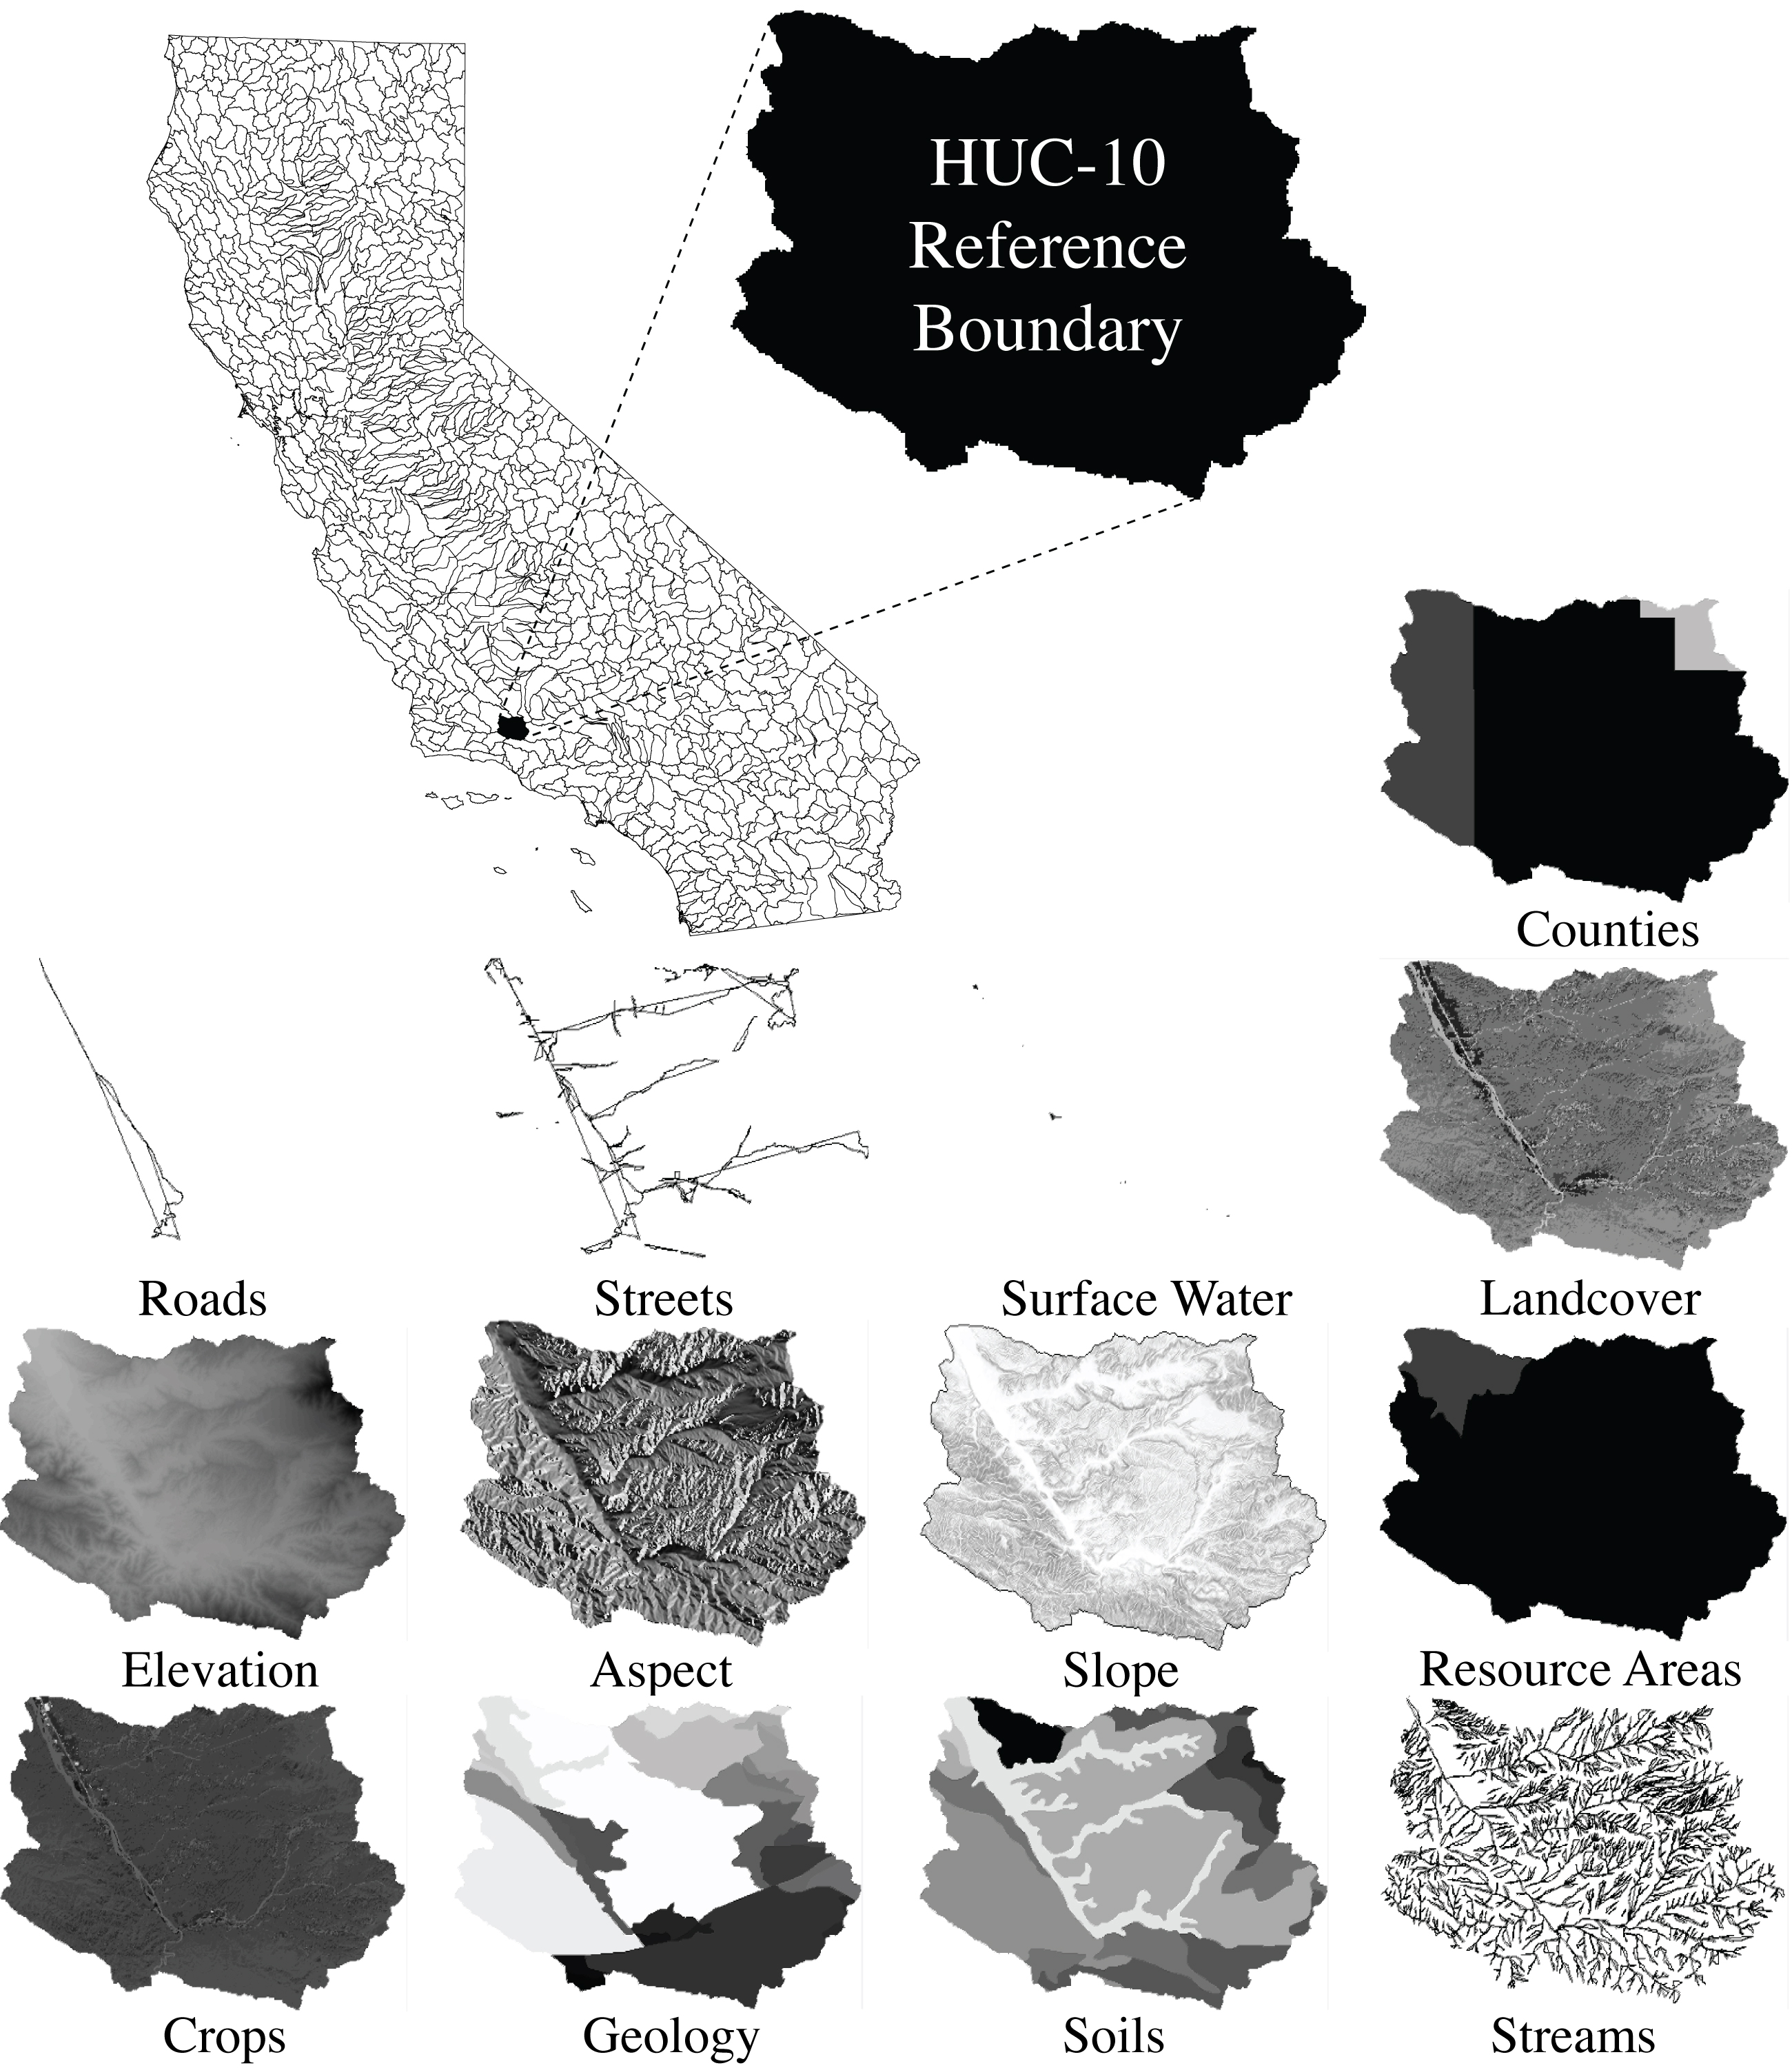 HUC-10
Reference
Boundary
Counties
Roads
Streets
Surface Water
Landcover
Elevation
Aspect
Slope
Resource Areas
Crops
Geology
Soils
Streams